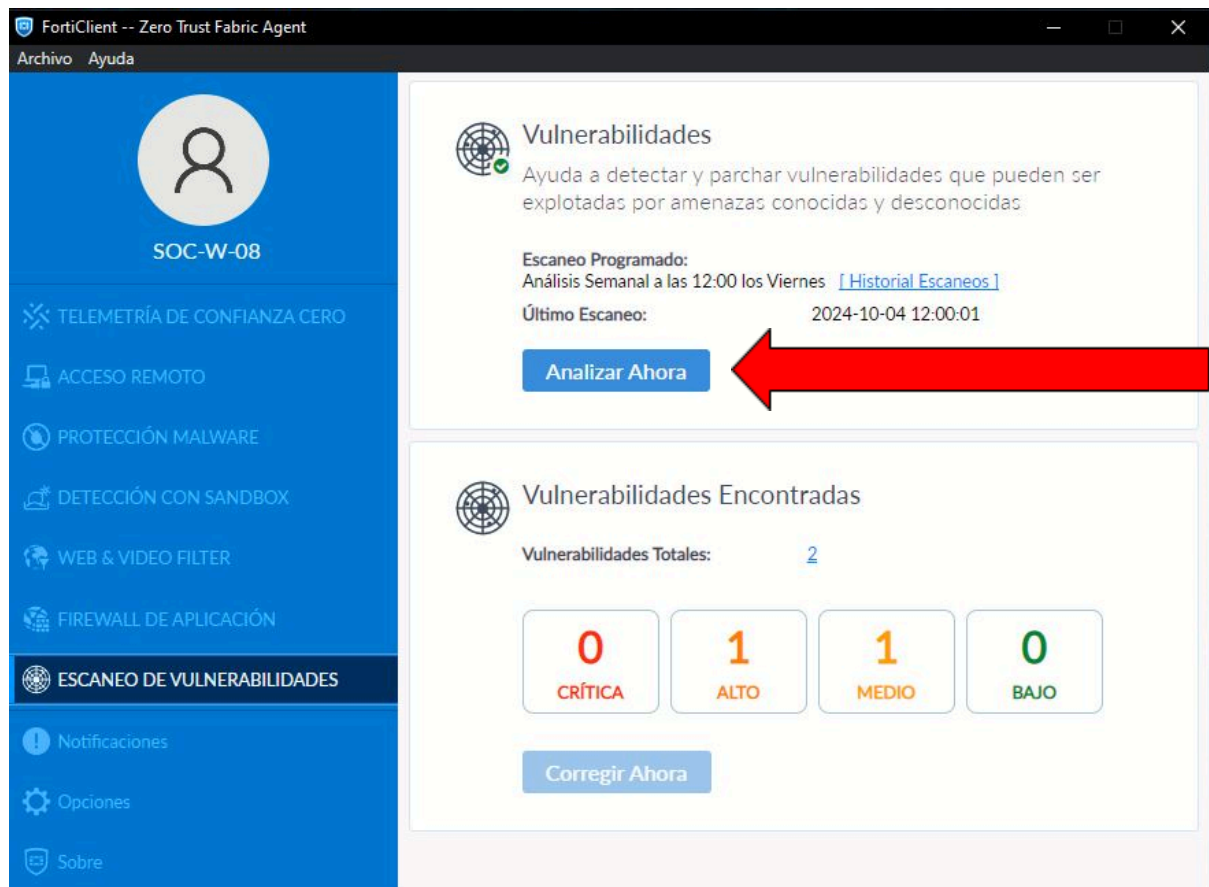 FortiClient -- Zero Trust Fabric Agent
Archivo Ayuda
SOC-W-08
TELEMETRÍA DE CONFIANZA CERO
ACCESO REMOTO
PROTECCIÓN MALWARE
DETECCIÓN CON SANDBOX
WEB & VIDEO FILTER
FIREWALL DE APLICACIÓN
ESCANEO DE VULNERABILIDADES
Notificaciones
Opciones
Sobre
Vulnerabilidades
Ayuda a detectar y parchar vulnerabilidades que pueden ser
explotadas por amenazas conocidas y desconocidas
Escaneo Programado:
Análisis Semanal a las 12:00 los Viernes [ Historial Escaneos ]
Último Escaneo: 2024-10-04 12:00:01
Analizar Ahora
Vulnerabilidades Encontradas
Vulnerabilidades Totales: 2
0 1 1 0
CRÍTICA ALTO MEDIO BAJO
Corregir Ahora